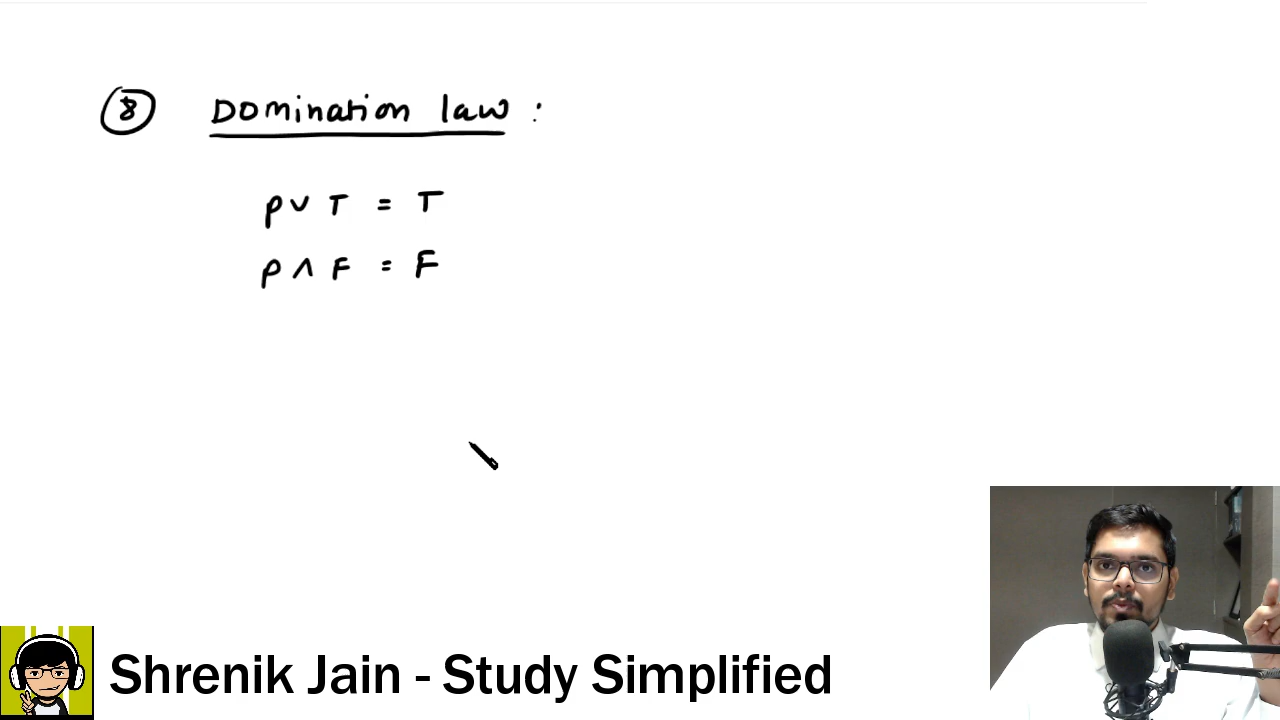 8 Domination law :
p ∨ T = T
p ∧ F = F
Shrenik Jain - Study Simplified